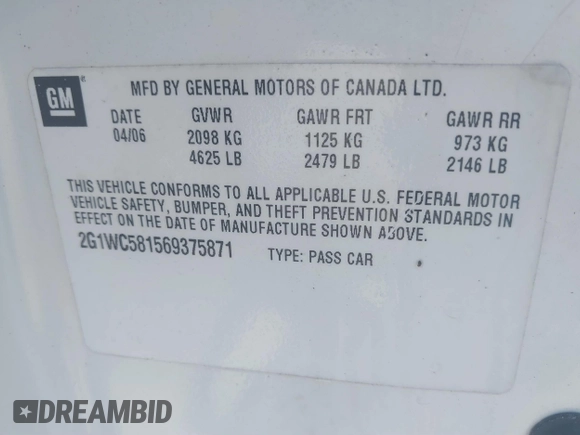 GM
MFD BY GENERAL MOTORS OF CANADA LTD.
DATE GVWR GAWR FRT GAWR RR
04/06 2098 KG 1125 KG 973 KG
4625 LB 2479 LB 2146 LB
THIS VEHICLE CONFORMS TO ALL APPLICABLE U.S. FEDERAL MOTOR
VEHICLE SAFETY, BUMPER, AND THEFT PREVENTION STANDARDS IN
EFFECT ON THE DATE OF MANUFACTURE SHOWN ABOVE.
2G1WC581569375871 TYPE: PASS CAR
DREAMBID